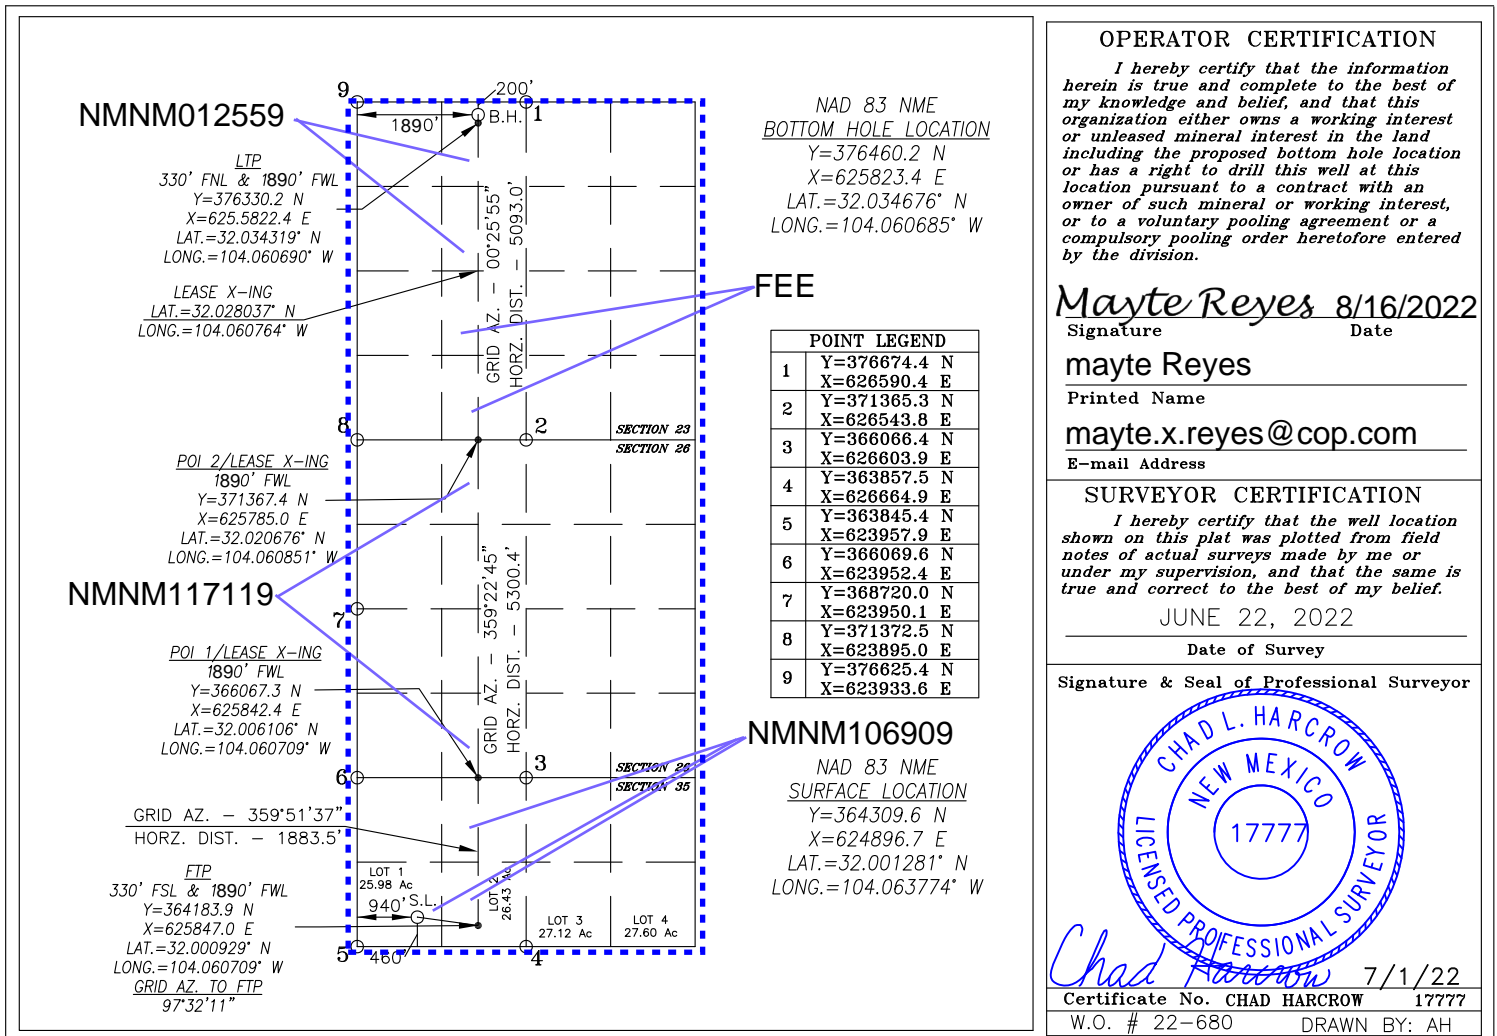 9
200'
B.H.
1
1890'
NMNM012559
LTP
330' FNL & 1890' FWL
Y=376330.2 N
X=625.5822.4 E
LAT.=32.034319° N
LONG.=104.060690° W
LEASE X-ING
LAT.=32.028037° N
LONG.=104.060764° W
GRID AZ. - 00°25'55"
HORZ. DIST. - 5093.0'
NAD 83 NME
BOTTOM HOLE LOCATION
Y=376460.2 N
X=625823.4 E
LAT.=32.034676° N
LONG.=104.060685° W
FEE
POINT LEGEND
1 Y=376674.4 N
X=626590.4 E
2 Y=371365.3 N
X=626543.8 E
3 Y=366066.4 N
X=626603.9 E
4 Y=363857.5 N
X=626664.9 E
5 Y=363845.4 N
X=623957.9 E
6 Y=366069.6 N
X=623952.4 E
7 Y=368720.0 N
X=623950.1 E
8 Y=371372.5 N
X=623895.0 E
9 Y=376625.4 N
X=623933.6 E
8
2
SECTION 23
SECTION 26
POI 2/LEASE X-ING
1890' FWL
Y=371367.4 N
X=625785.0 E
LAT.=32.020676° N
LONG.=104.060851° W
NMNM117119
7
GRID AZ. - 359°22'45"
HORZ. DIST. - 5300.4'
POI 1/LEASE X-ING
1890' FWL
Y=366067.3 N
X=625842.4 E
LAT.=32.006106° N
LONG.=104.060709° W
6
3
SECTION 26
SECTION 35
NMNM106909
NAD 83 NME
SURFACE LOCATION
Y=364309.6 N
X=624896.7 E
LAT.=32.001281° N
LONG.=104.063774° W
GRID AZ. - 359°51'37"
HORZ. DIST. - 1883.5'
FTP
330' FSL & 1890' FWL
Y=364183.9 N
X=625847.0 E
LAT.=32.000929° N
LONG.=104.060709° W
GRID AZ. TO FTP
97°32'11"
LOT 1
25.98 Ac
LOT 2
26.43 Ac
LOT 3
27.12 Ac
LOT 4
27.60 Ac
940'
S.L.
5
460'
4
OPERATOR CERTIFICATION
I hereby certify that the information
herein is true and complete to the best of
my knowledge and belief, and that this
organization either owns a working interest
or unleased mineral interest in the land
including the proposed bottom hole location
or has a right to drill this well at this
location pursuant to a contract with an
owner of such mineral or working interest,
or to a voluntary pooling agreement or a
compulsory pooling order heretofore entered
by the division.
Mayte Reyes 8/16/2022
Signature Date
mayte Reyes
Printed Name
mayte.x.reyes@cop.com
E-mail Address
SURVEYOR CERTIFICATION
I hereby certify that the well location
shown on this plat was plotted from field
notes of actual surveys made by me or
under my supervision, and that the same is
true and correct to the best of my belief.
JUNE 22, 2022
Date of Survey
Signature & Seal of Professional Surveyor
CHAD L. HARCROW
NEW MEXICO
17777
LICENSED PROFESSIONAL SURVEYOR
Chad Harcrow 7/1/22
Certificate No. CHAD HARCROW 17777
W.O. # 22-680 DRAWN BY: AH